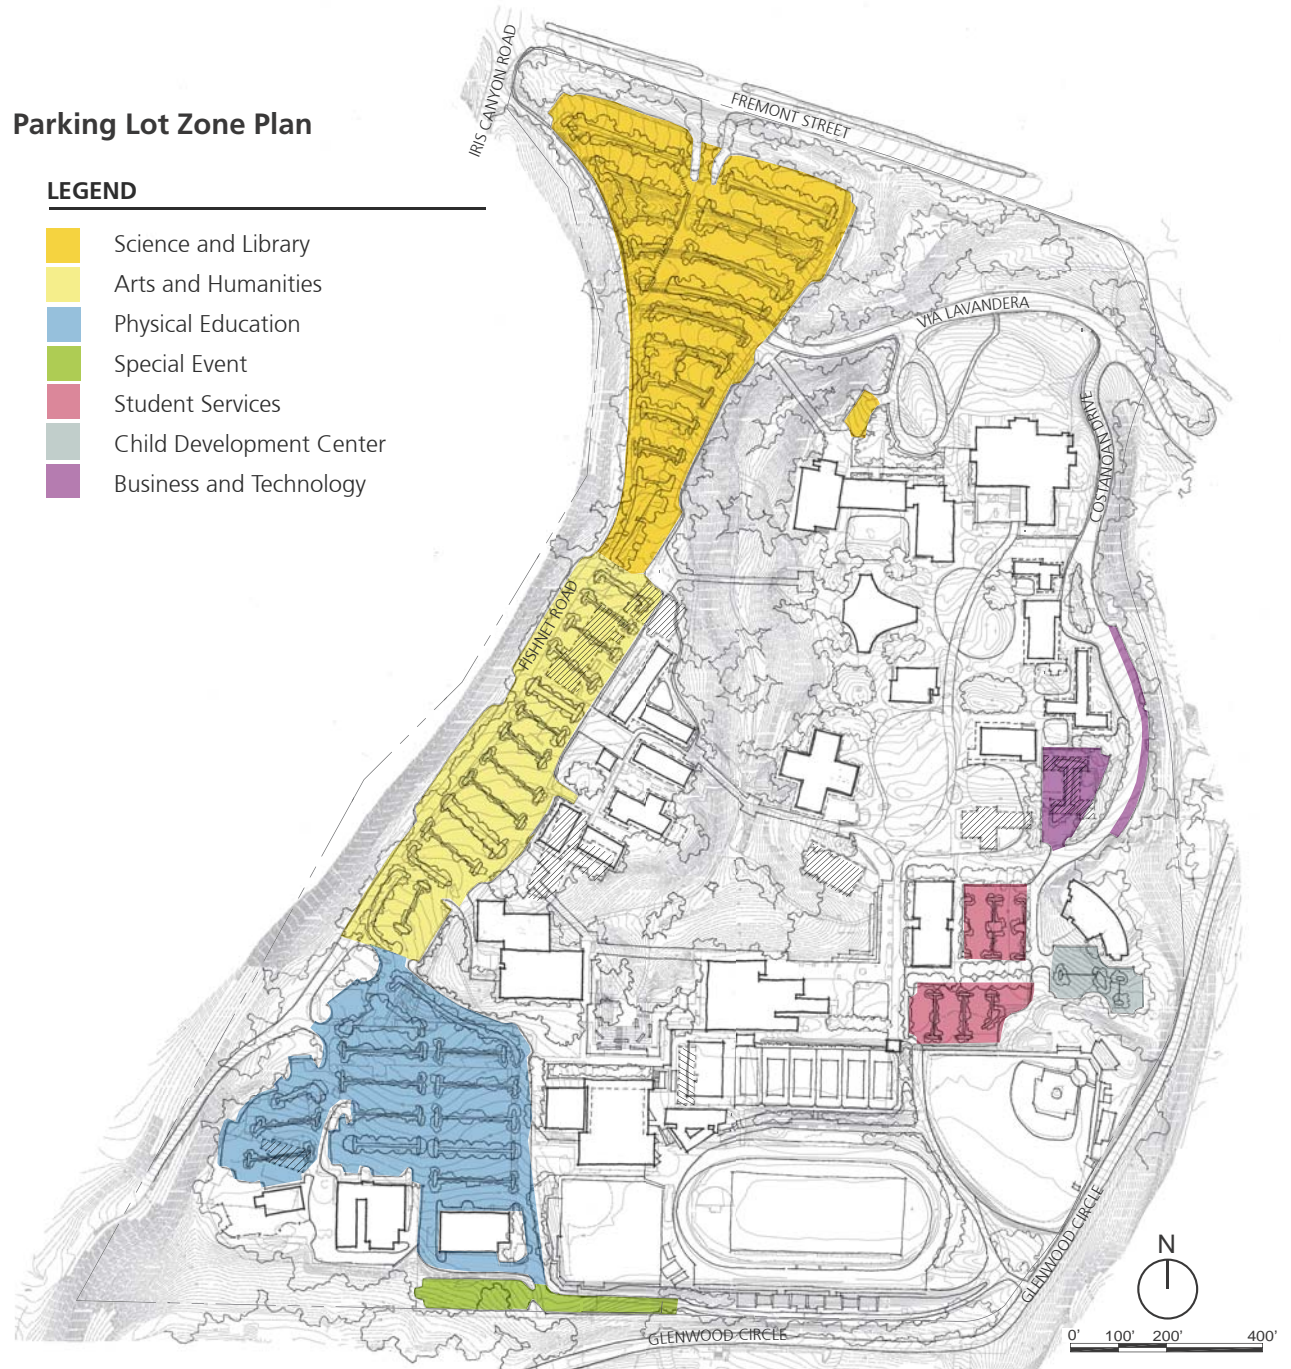 Parking Lot Zone Plan
LEGEND
Science and Library
Arts and Humanities
Physical Education
Special Event
Student Services
Child Development Center
Business and Technology
IRIS CANYON ROAD
FREMONT STREET
VIA LAVANDERA
COSTANOAN DRIVE
FISHNET ROAD
GLENWOOD CIRCLE
GLENWOOD CIRCLE
N
0' 100' 200' 400'